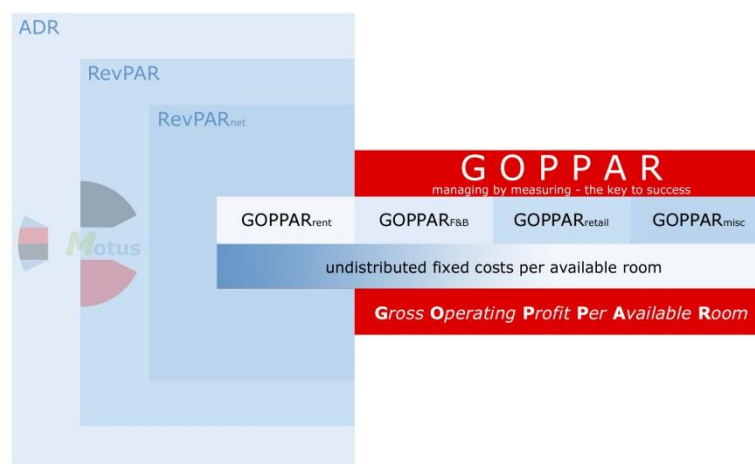 ADR
RevPAR
RevPARnet
GOPPAR
managing by measuring - the key to success
GOPPARrent GOPPARF&B GOPPARretail GOPPARmisc
Motus
undistributed fixed costs per available room
Gross Operating Profit Per Available Room